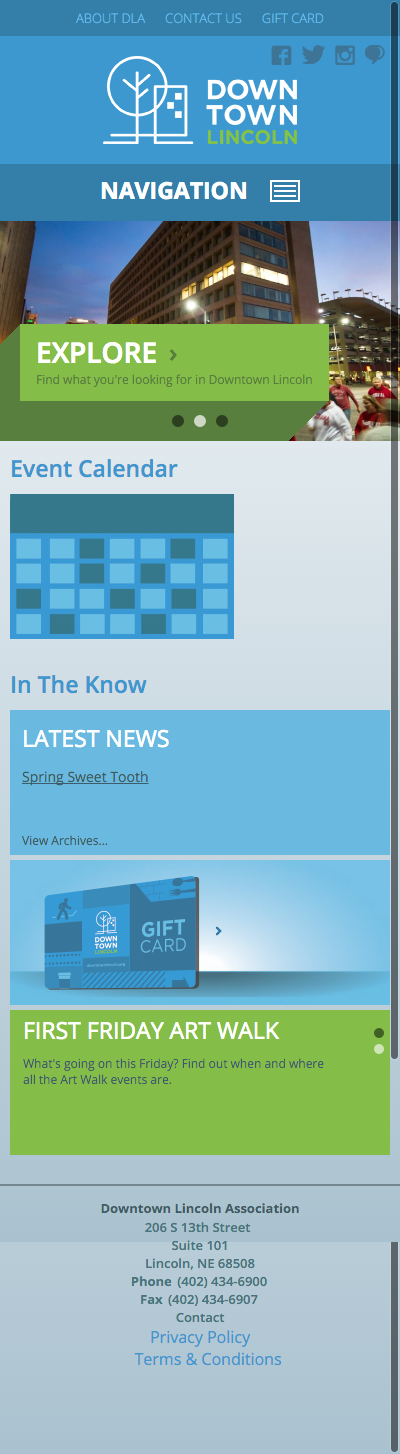 ABOUT DLA CONTACT US GIFT CARD
DOWN
TOWN
LINCOLN
NAVIGATION
EXPLORE ›
Find what you're looking for in Downtown Lincoln
Event Calendar
In The Know
LATEST NEWS
Spring Sweet Tooth
View Archives...
DOWN
TOWN
LINCOLN
GIFT
CARD
›
FIRST FRIDAY ART WALK
What's going on this Friday? Find out when and where
all the Art Walk events are.
Downtown Lincoln Association
206 S 13th Street
Suite 101
Lincoln, NE 68508
Phone (402) 434-6900
Fax (402) 434-6907
Contact
Privacy Policy
Terms & Conditions